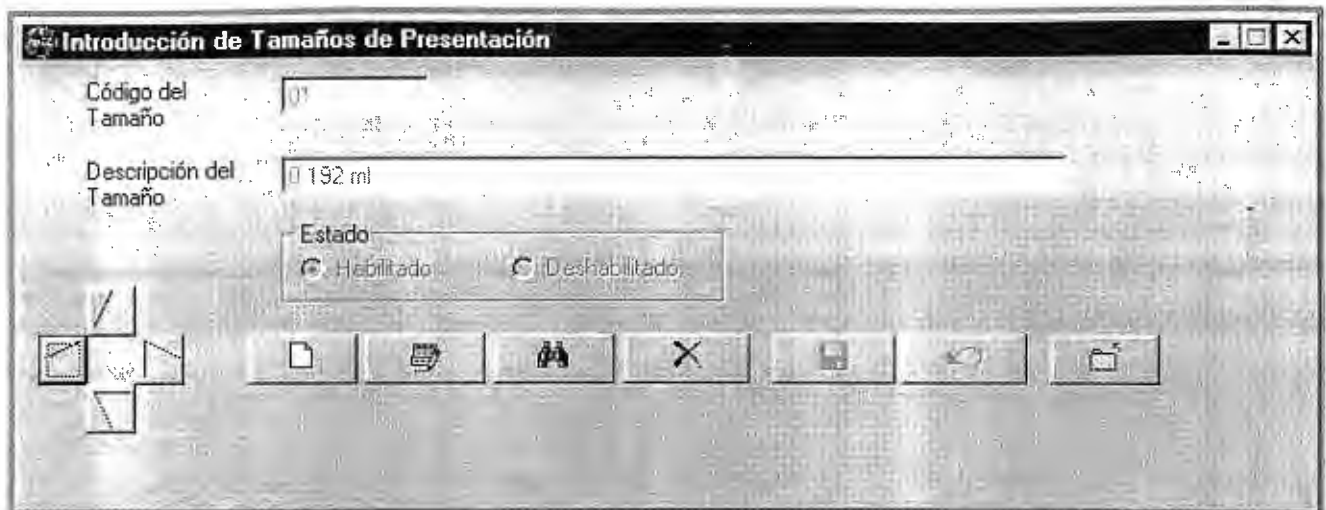 Introducción de Tamaños de Presentación
Código del
Tamaño
01
Descripción del
Tamaño
0 192 ml
Estado
Habilitado Deshabilitado